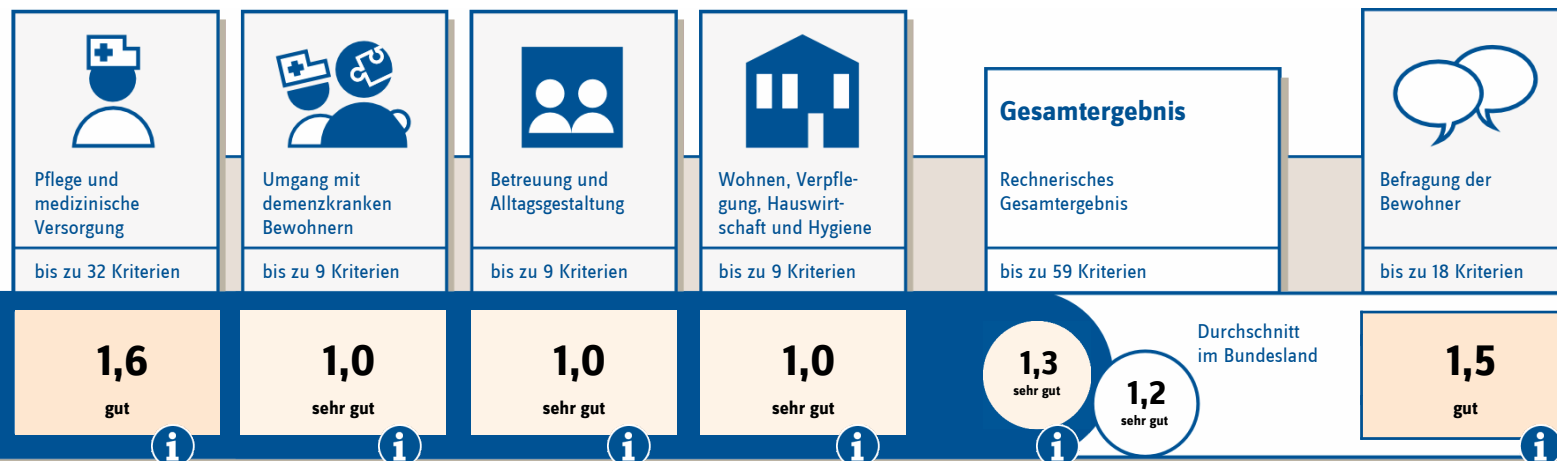 Pflege und
medizinische
Versorgung
bis zu 32 Kriterien
1,6
gut
i
Umgang mit
demenzkranken
Bewohnern
bis zu 9 Kriterien
1,0
sehr gut
i
Betreuung und
Alltagsgestaltung
bis zu 9 Kriterien
1,0
sehr gut
i
Wohnen, Verpfle-
gung, Hauswirt-
schaft und Hygiene
bis zu 9 Kriterien
1,0
sehr gut
i
Gesamtergebnis
Rechnerisches
Gesamtergebnis
bis zu 59 Kriterien
1,3
sehr gut
i
1,2
sehr gut
Durchschnitt
im Bundesland
Befragung der
Bewohner
bis zu 18 Kriterien
1,5
gut
i